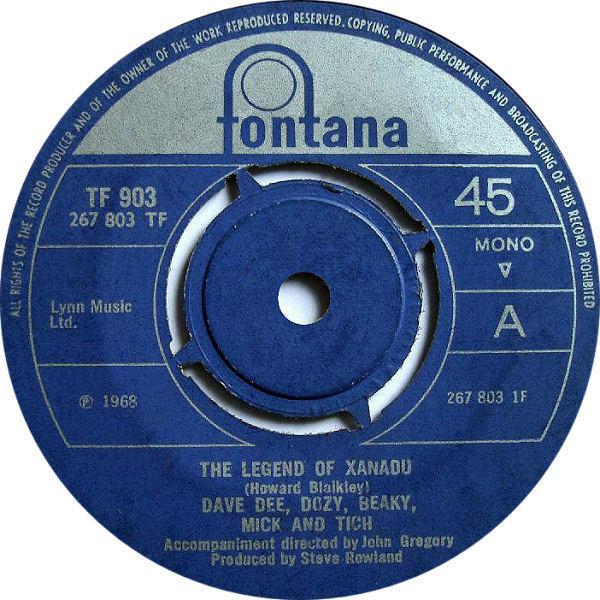 ALL RIGHTS OF THE RECORD PRODUCER AND OF THE OWNER OF THE WORK REPRODUCED RESERVED. COPYING, PUBLIC PERFORMANCE AND BROADCASTING OF THIS RECORD PROHIBITED
fontana
TF 903
267 803 TF
45
MONO
Lynn Music
Ltd.
A
℗ 1968
267 803 1F
THE LEGEND OF XANADU
(Howard Blaikley)
DAVE DEE, DOZY, BEAKY,
MICK AND TICH
Accompaniment directed by John Gregory
Produced by Steve Rowland